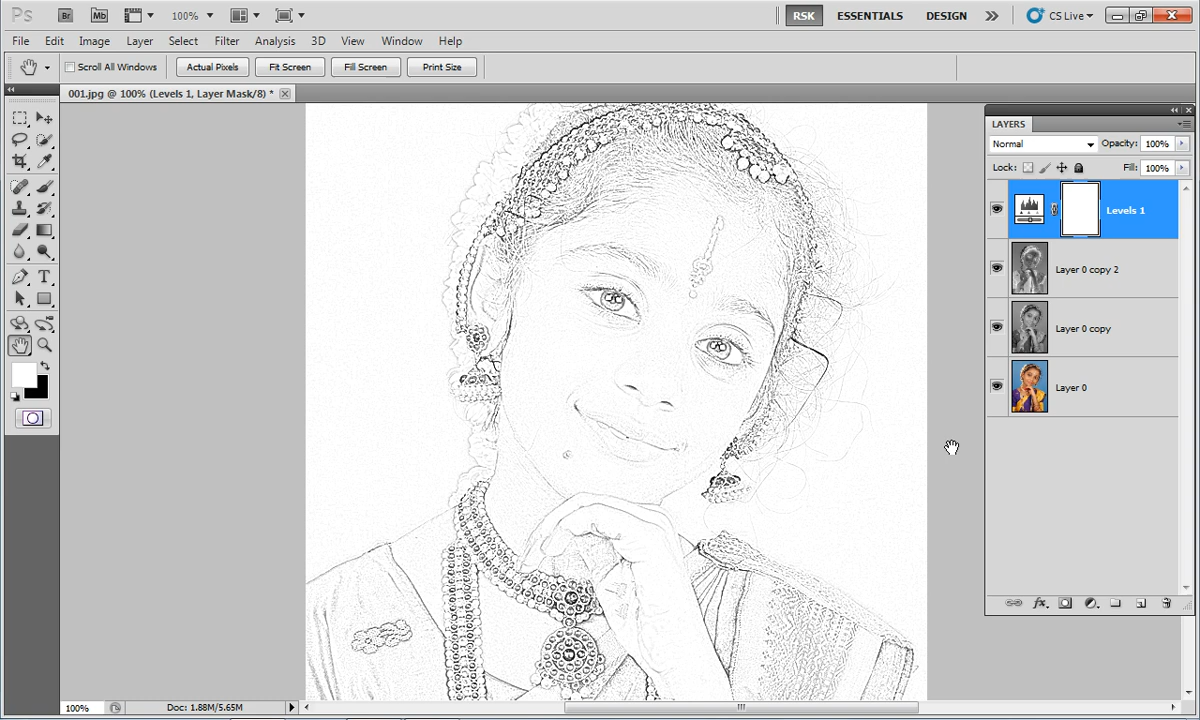 Ps Br Mb 100% RSK ESSENTIALS DESIGN CS Live
File Edit Image Layer Select Filter Analysis 3D View Window Help
Scroll All Windows Actual Pixels Fit Screen Fill Screen Print Size
001.jpg @ 100% (Levels 1, Layer Mask/8) *
LAYERS
Normal Opacity: 100%
Lock: Fill: 100%
Levels 1
Layer 0 copy 2
Layer 0 copy
Layer 0
100% Doc: 1.88M/5.65M